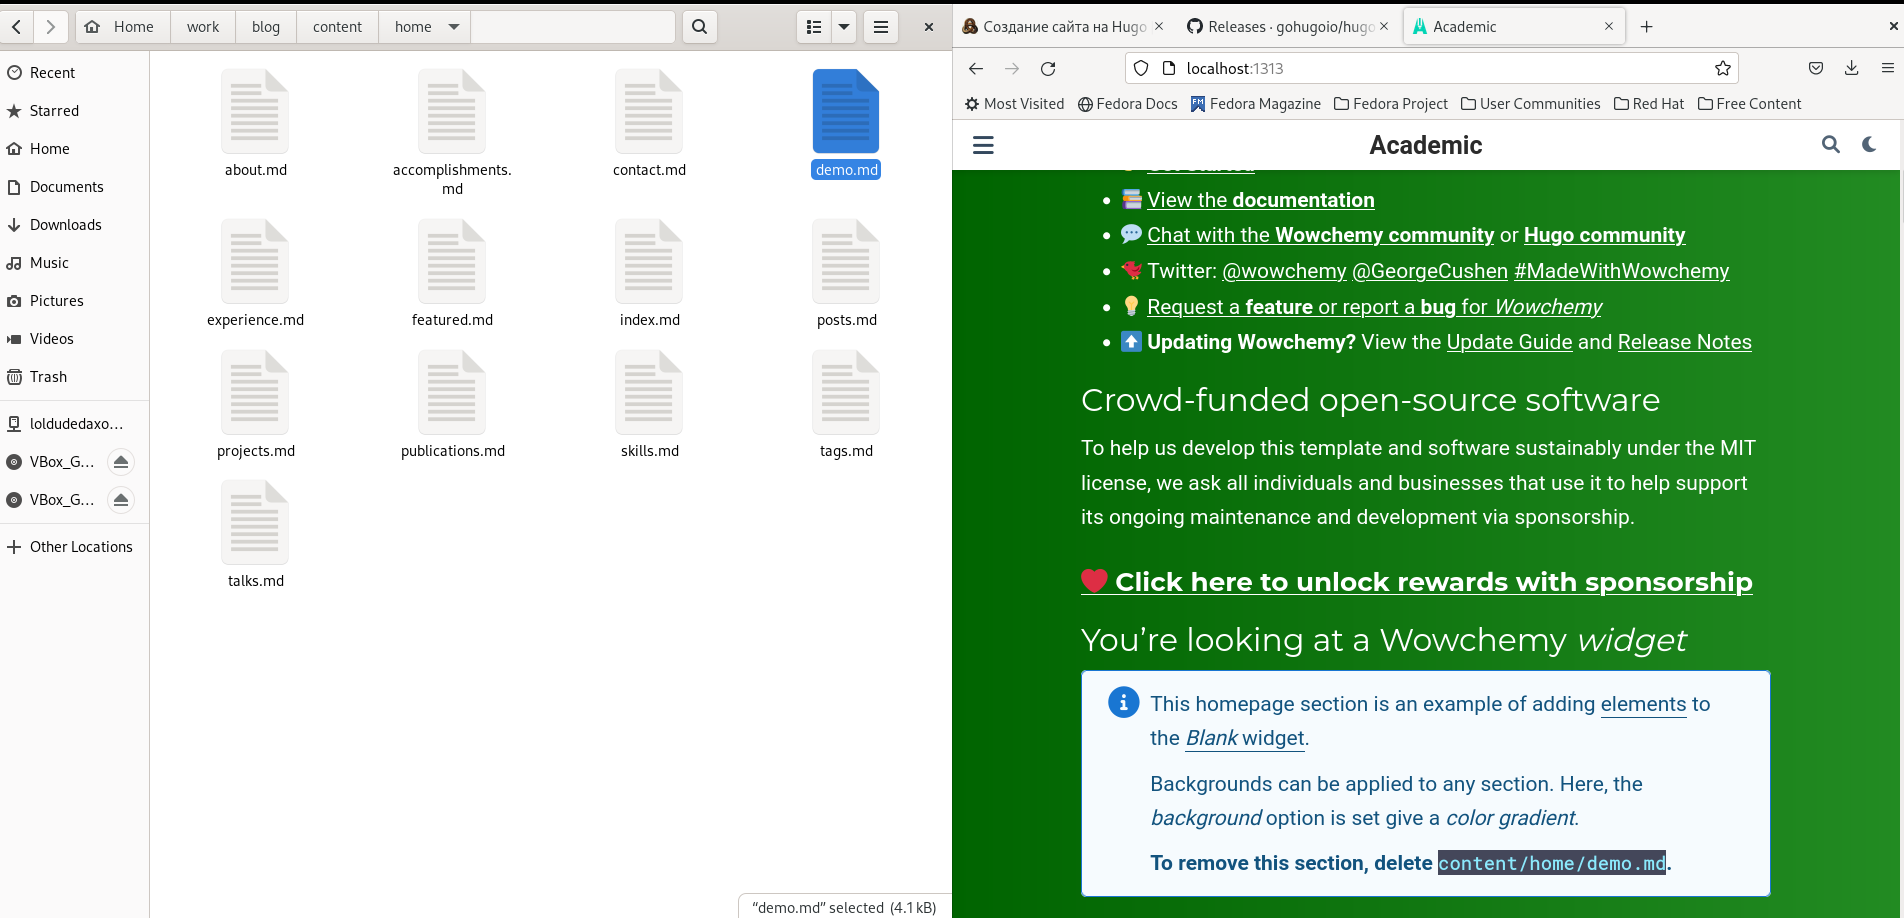 Home work blog content home
Recent
Starred
Home
Documents
Downloads
Music
Pictures
Videos
Trash
loldudedaxo...
VBox_G...
VBox_G...
Other Locations
about.md
accomplishments.
md
contact.md
demo.md
experience.md
featured.md
index.md
posts.md
projects.md
publications.md
skills.md
tags.md
talks.md
“demo.md” selected (4.1 kB)
Создание сайта на Hugo
Releases · gohugoio/hugo
Academic
localhost:1313
Most Visited Fedora Docs Fedora Magazine Fedora Project User Communities Red Hat Free Content
Academic
Get Started
View the documentation
Chat with the Wowchemy community or Hugo community
Twitter: @wowchemy @GeorgeCushen #MadeWithWowchemy
Request a feature or report a bug for Wowchemy
Updating Wowchemy? View the Update Guide and Release Notes
Crowd-funded open-source software
To help us develop this template and software sustainably under the MIT
license, we ask all individuals and businesses that use it to help support
its ongoing maintenance and development via sponsorship.
Click here to unlock rewards with sponsorship
You’re looking at a Wowchemy widget
This homepage section is an example of adding elements to
the Blank widget.
Backgrounds can be applied to any section. Here, the
background option is set give a color gradient.
To remove this section, delete content/home/demo.md.